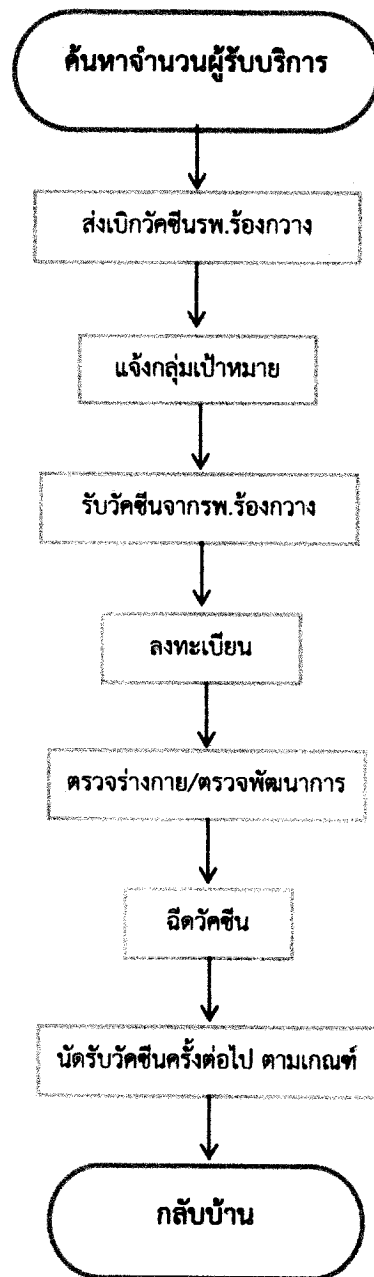 ค้นหาจำนวนผู้รับบริการ
ส่งเบิกวัคซีนรพ.ร้องกวาง
แจ้งกลุ่มเป้าหมาย
รับวัคซีนจากรพ.ร้องกวาง
ลงทะเบียน
ตรวจร่างกาย/ตรวจพัฒนาการ
ฉีดวัคซีน
นัดรับวัคซีนครั้งต่อไป ตามเกณฑ์
กลับบ้าน